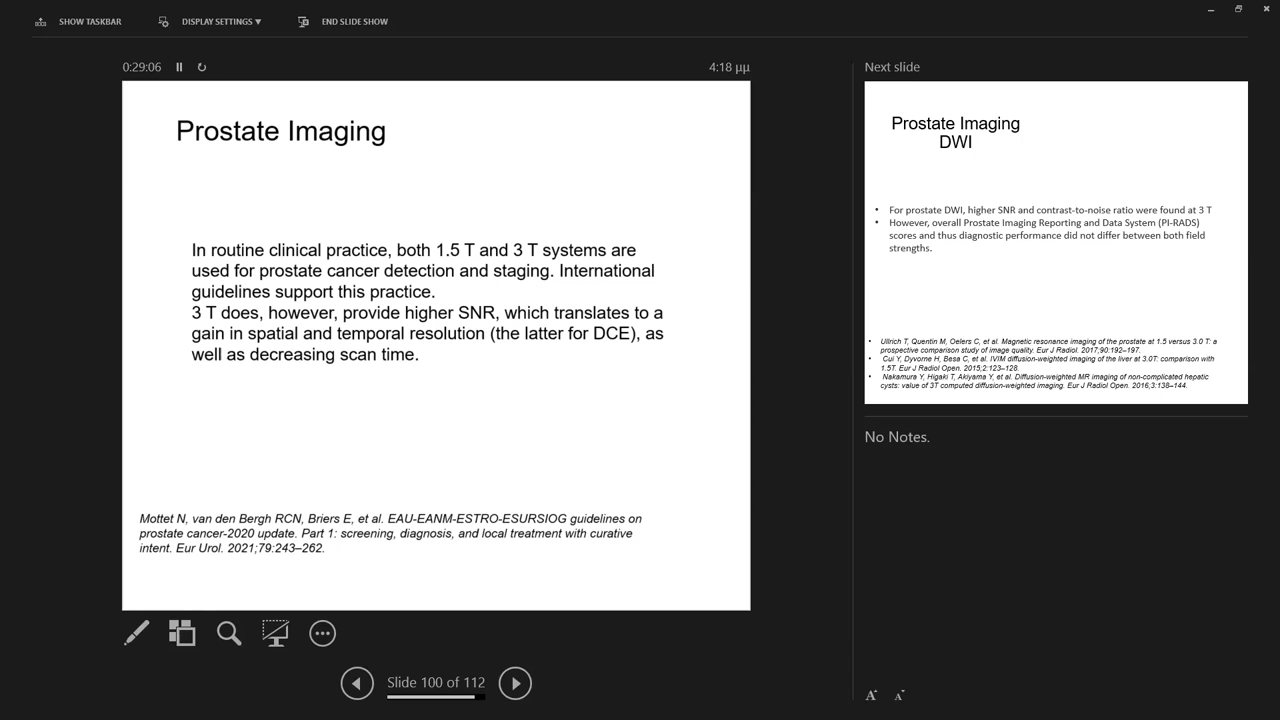 SHOW TASKBAR
DISPLAY SETTINGS ▼
END SLIDE SHOW
0:29:06
4:18 μμ
Prostate Imaging
In routine clinical practice, both 1.5 T and 3 T systems are
used for prostate cancer detection and staging. International
guidelines support this practice.
3 T does, however, provide higher SNR, which translates to a
gain in spatial and temporal resolution (the latter for DCE), as
well as decreasing scan time.
Mottet N, van den Bergh RCN, Briers E, et al. EAU-EANM-ESTRO-ESURSIOG guidelines on
prostate cancer-2020 update. Part 1: screening, diagnosis, and local treatment with curative
intent. Eur Urol. 2021;79:243–262.
Slide 100 of 112
Next slide
Prostate Imaging
DWI
• For prostate DWI, higher SNR and contrast-to-noise ratio were found at 3 T
• However, overall Prostate Imaging Reporting and Data System (PI-RADS)
scores and thus diagnostic performance did not differ between both field
strengths.
• Ullrich T, Quentin M, Oelers C, et al. Magnetic resonance imaging of the prostate at 1.5 versus 3.0 T: a
prospective comparison study of image quality. Eur J Radiol. 2017;90:192–197.
• Cui Y, Dyvorne H, Besa C, et al. IVIM diffusion-weighted imaging of the liver at 3.0T: comparison with
1.5T. Eur J Radiol Open. 2015;2:123–128.
• Nakamura Y, Higaki T, Akiyama Y, et al. Diffusion-weighted MR imaging of non-complicated hepatic
cysts: value of 3T computed diffusion-weighted imaging. Eur J Radiol Open. 2016;3:138–144.
No Notes.
A A